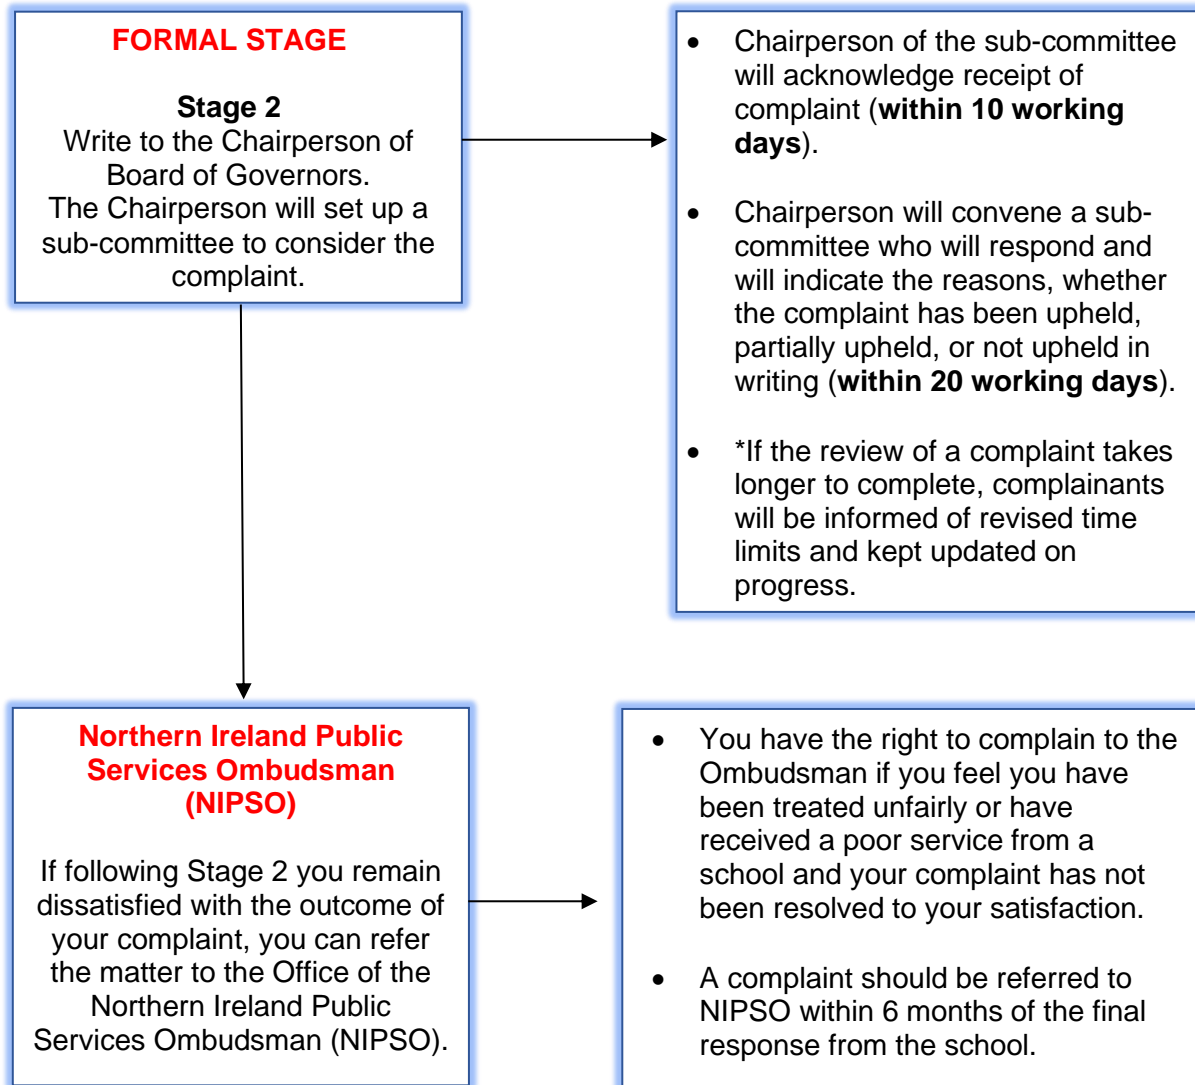 FORMAL STAGE
Stage 2
Write to the Chairperson of
Board of Governors.
The Chairperson will set up a
sub-committee to consider the
complaint.
• Chairperson of the sub-committee
will acknowledge receipt of
complaint (within 10 working
days).
• Chairperson will convene a sub-
committee who will respond and
will indicate the reasons, whether
the complaint has been upheld,
partially upheld, or not upheld in
writing (within 20 working days).
• *If the review of a complaint takes
longer to complete, complainants
will be informed of revised time
limits and kept updated on
progress.
Northern Ireland Public
Services Ombudsman
(NIPSO)
If following Stage 2 you remain
dissatisfied with the outcome of
your complaint, you can refer
the matter to the Office of the
Northern Ireland Public
Services Ombudsman (NIPSO).
• You have the right to complain to the
Ombudsman if you feel you have
been treated unfairly or have
received a poor service from a
school and your complaint has not
been resolved to your satisfaction.
• A complaint should be referred to
NIPSO within 6 months of the final
response from the school.